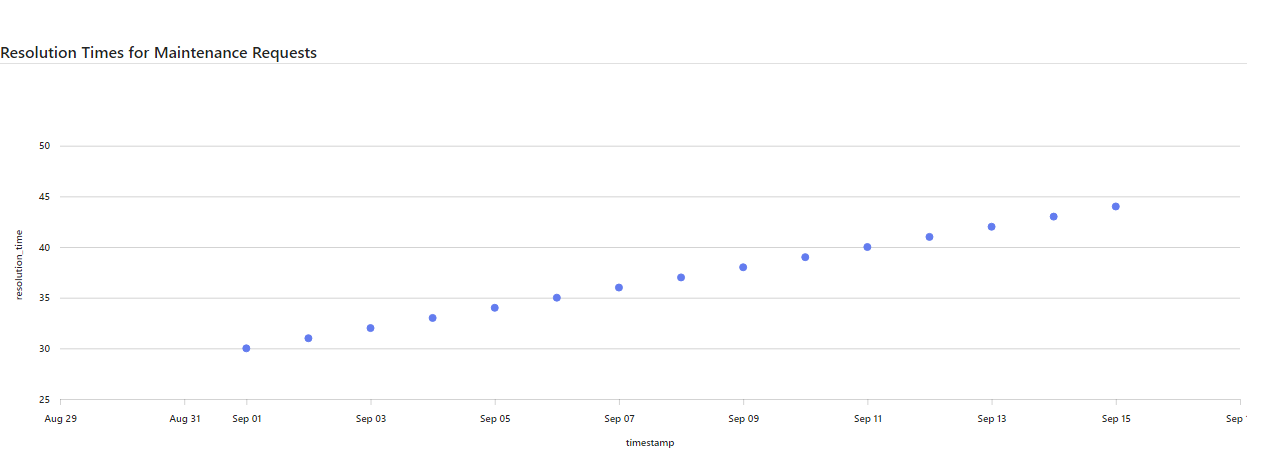 Resolution Times for Maintenance Requests
50
45
40
35
30
25
resolution_time
Aug 29 Aug 31 Sep 01 Sep 03 Sep 05 Sep 07 Sep 09 Sep 11 Sep 13 Sep 15 Sep
timestamp